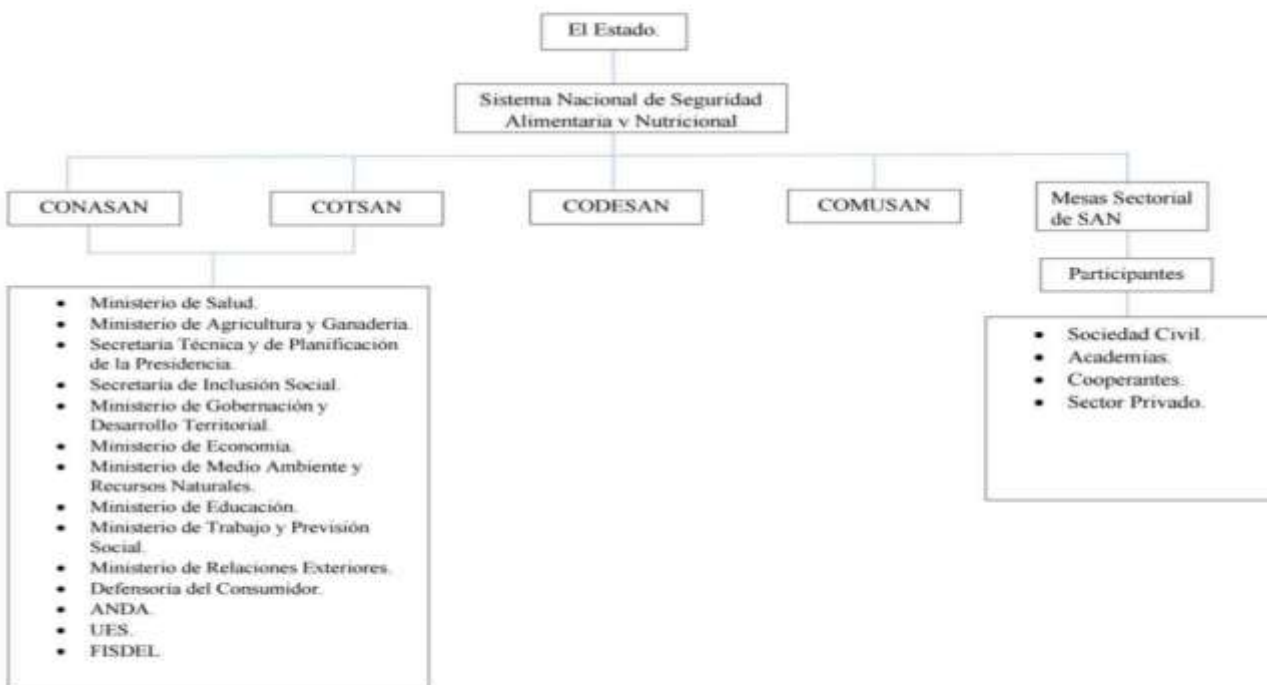 El Estado.
Sistema Nacional de Seguridad
Alimentaria v Nutricional
CONASAN
COTSAN
CODESAN
COMUSAN
Mesas Sectorial
de SAN
Participantes
• Ministerio de Salud.
• Ministerio de Agricultura y Ganadería.
• Secretaría Técnica y de Planificación
de la Presidencia.
• Secretaría de Inclusión Social.
• Ministerio de Gobernación y
Desarrollo Territorial.
• Ministerio de Economía.
• Ministerio de Medio Ambiente y
Recursos Naturales.
• Ministerio de Educación.
• Ministerio de Trabajo y Previsión
Social.
• Ministerio de Relaciones Exteriores.
• Defensoría del Consumidor.
• ANDA.
• UES.
• FISDEL
• Sociedad Civil.
• Academias.
• Cooperantes.
• Sector Privado.